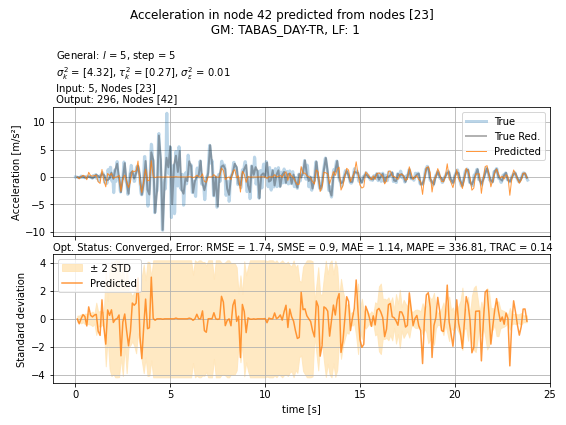 Acceleration in node 42 predicted from nodes [23]
GM: TABAS_DAY-TR, LF: 1
General: l = 5, step = 5
σ²ₖ = [4.32], τ²ₖ = [0.27], σ²ε = 0.01
Input: 5, Nodes [23]
Output: 296, Nodes [42]
Acceleration [m/s²]
10
5
0
−5
−10
True
True Red.
Predicted
Opt. Status: Converged, Error: RMSE = 1.74, SMSE = 0.9, MAE = 1.14, MAPE = 336.81, TRAC = 0.14
Standard deviation
4
2
0
−2
−4
± 2 STD
Predicted
0 5 10 15 20 25
time [s]